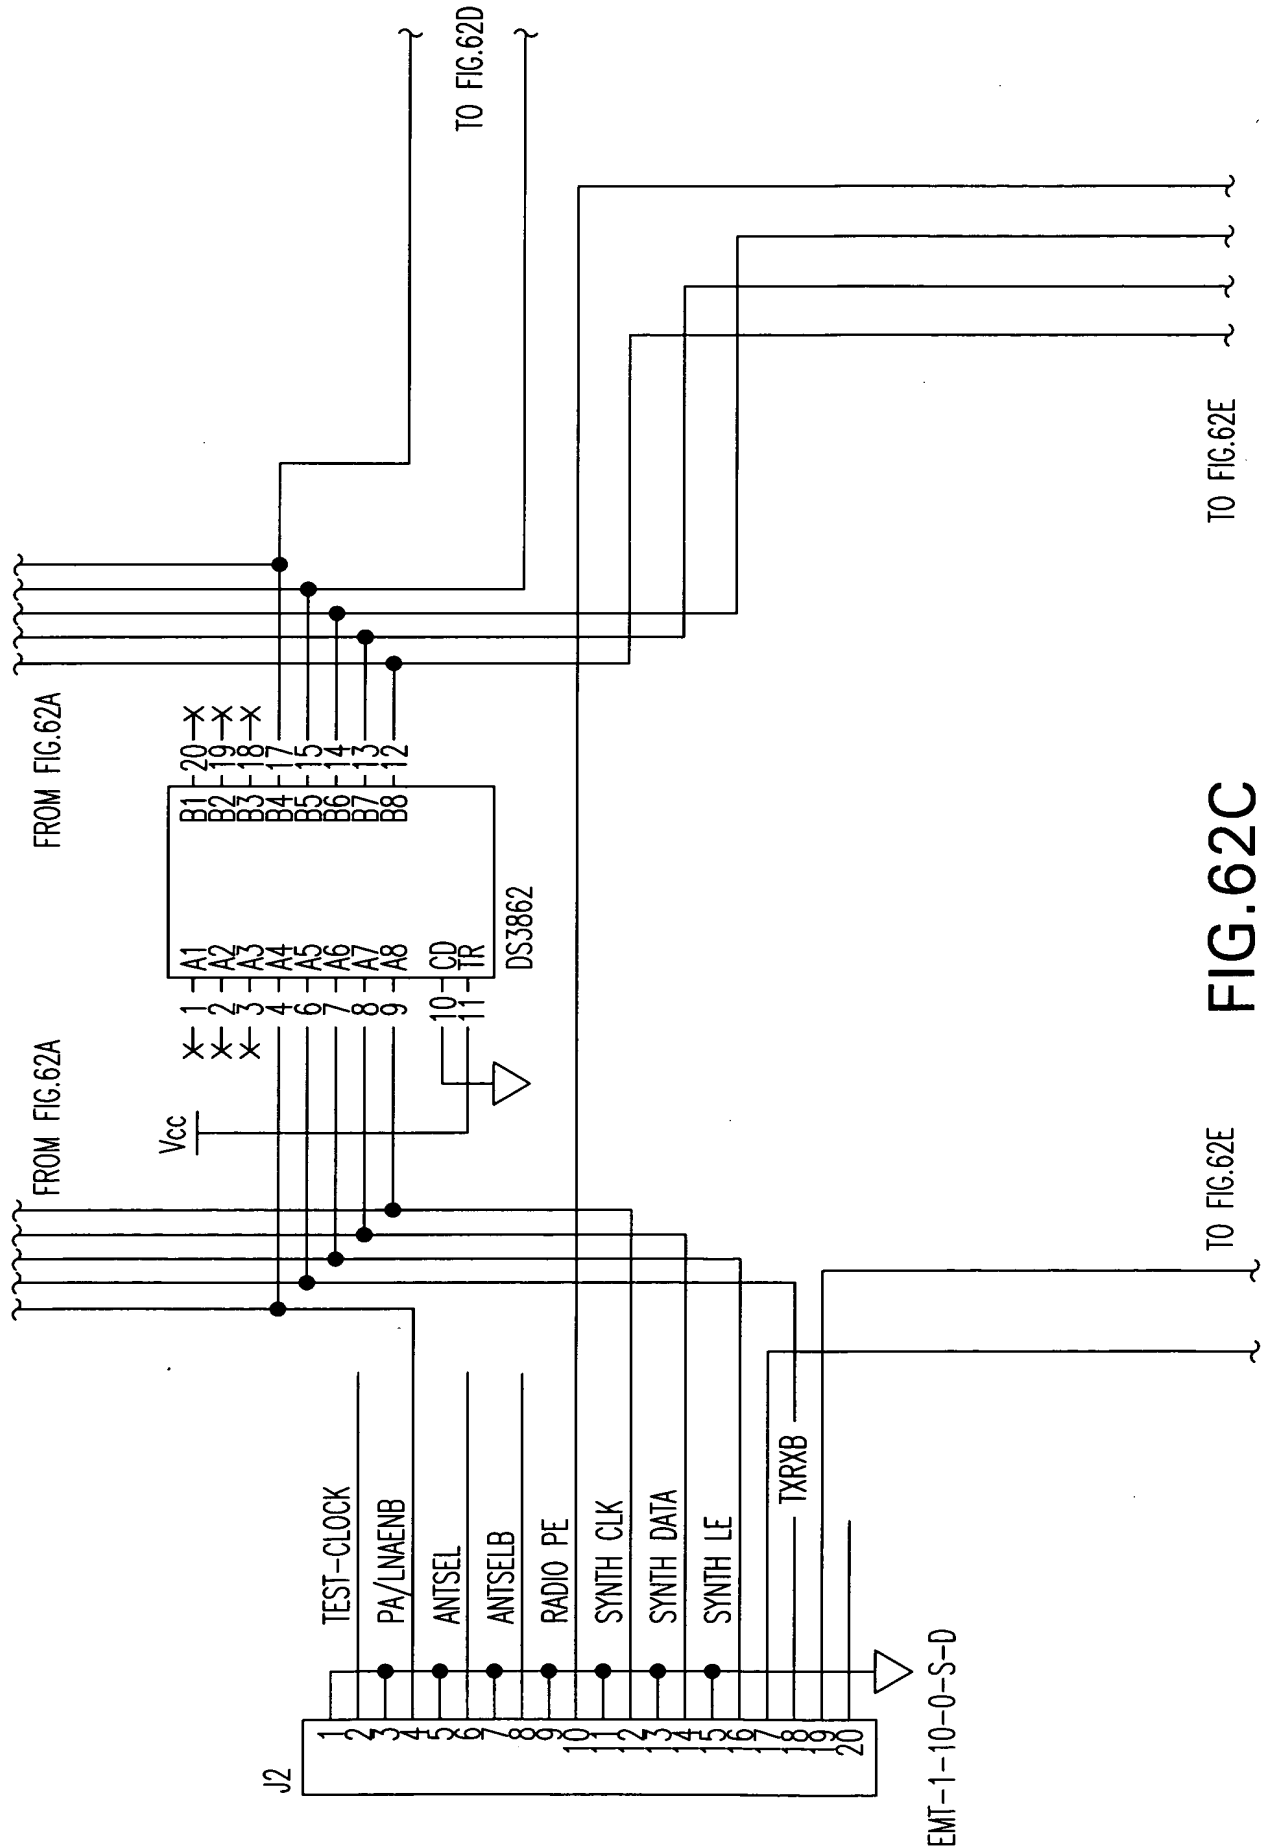 J2
1
2
3
4
5
6
7
8
9
10
11
12
13
14
15
16
17
18
19
20
EMT-1-10-0-S-D
TEST-CLOCK
PA/LNAENB
ANTSEL
ANTSELB
RADIO PE
SYNTH CLK
SYNTH DATA
SYNTH LE
TXRXB
TO FIG.62E
FROM FIG.62A
Vcc
1 A1
2 A2
3 A3
4 A4
6 A5
7 A6
8 A7
9 A8
10 CD
11 TR
DS3862
B1 20
B2 19
B3 18
B4 17
B5 15
B6 14
B7 13
B8 12
FROM FIG.62A
TO FIG.62D
TO FIG.62E
FIG.62C